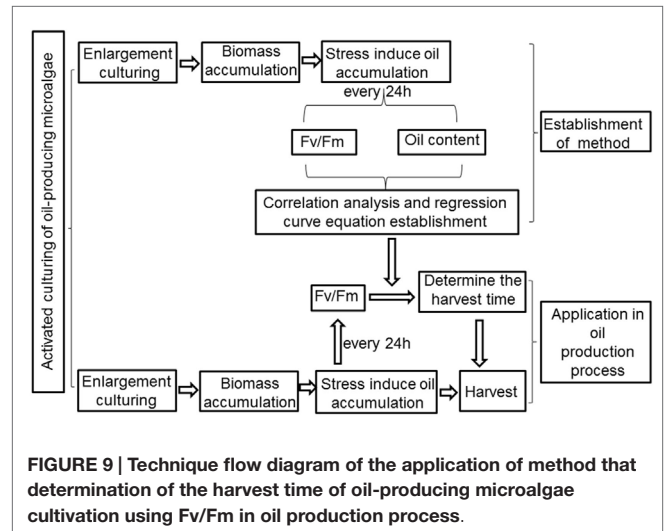 Activated culturing of oil-producing microalgae
Enlargement
culturing
Biomass
accumulation
Stress induce oil
accumulation
every 24h
Fv/Fm
Oil content
Correlation analysis and regression
curve equation establishment
Establishment
of method
Fv/Fm
Determine the
harvest time
every 24h
Enlargement
culturing
Biomass
accumulation
Stress induce oil
accumulation
Harvest
Application in
oil
production
process
FIGURE 9 | Technique flow diagram of the application of method that
determination of the harvest time of oil-producing microalgae
cultivation using Fv/Fm in oil production process.